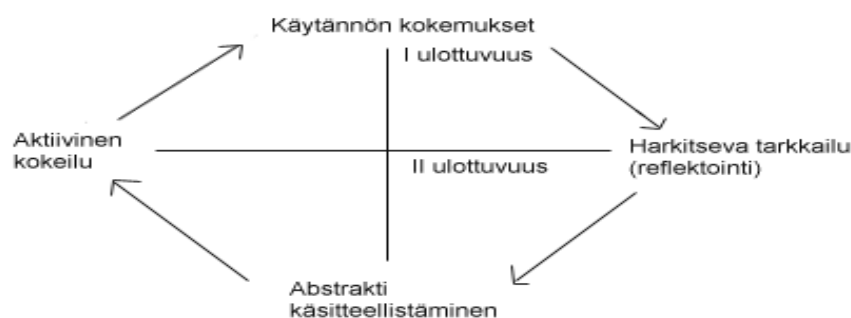 Käytännön kokemukset
I ulottuvuus
Aktiivinen
kokeilu
Harkitseva tarkkailu
(reflektointi)
II ulottuvuus
Abstrakti
käsitteellistäminen